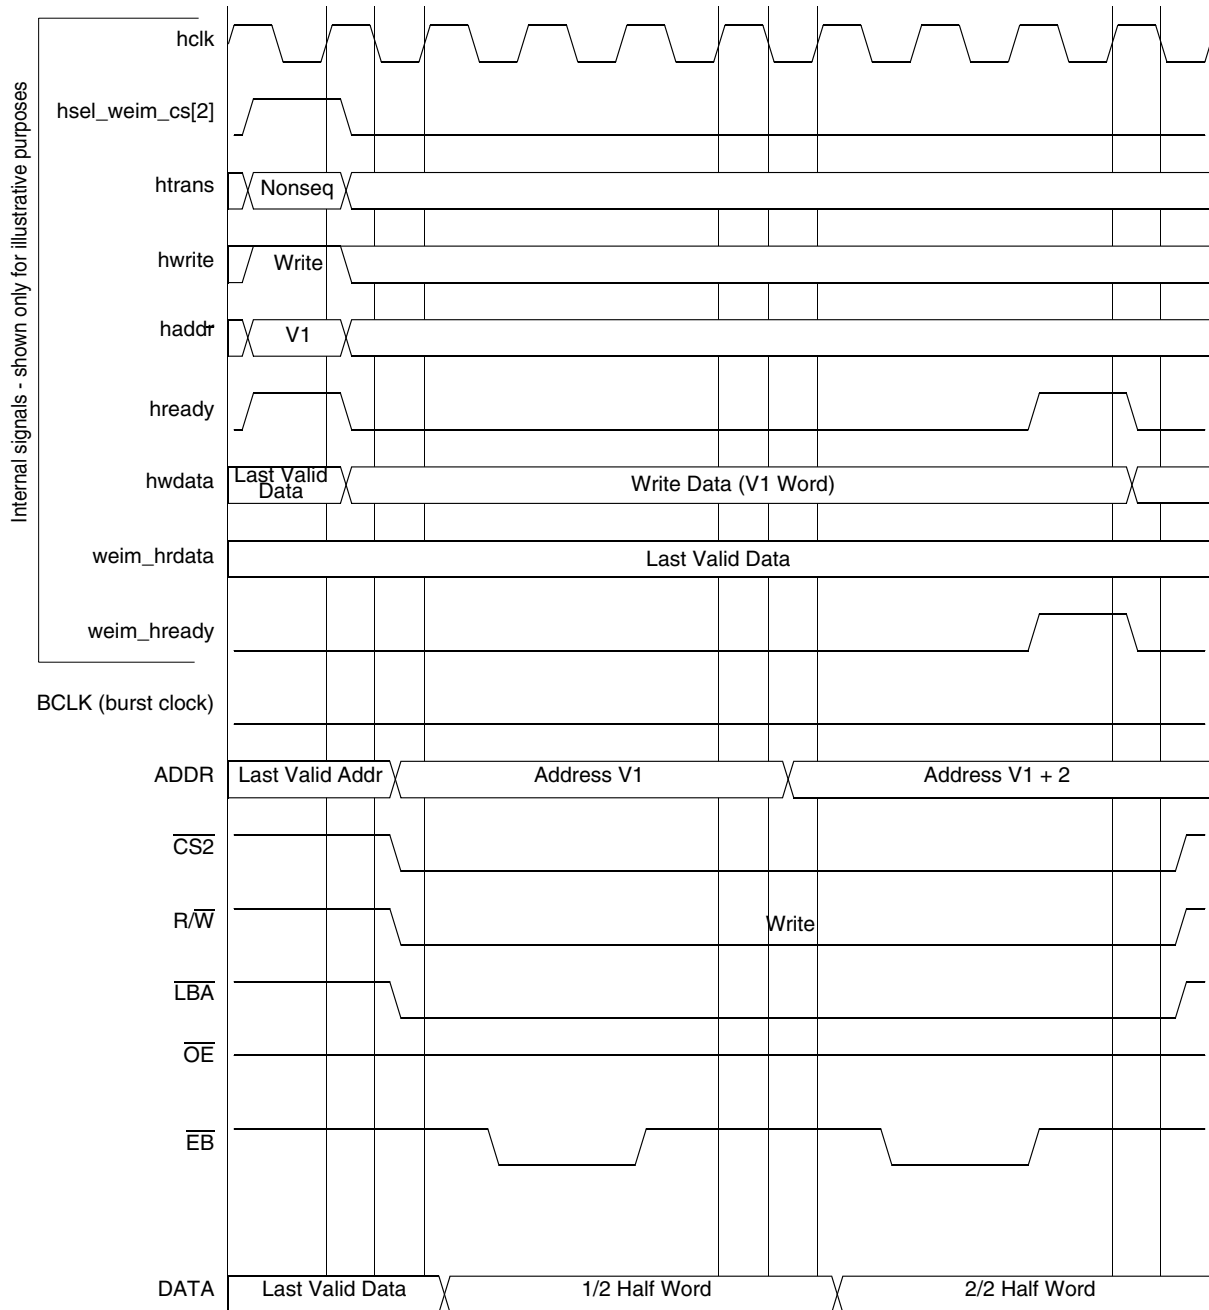 Internal signals - shown only for illustrative purposes
hclk
hsel_weim_cs[2]
htrans
Nonseq
hwrite
Write
haddr
V1
hready
hwdata
Last Valid
Data
Write Data (V1 Word)
weim_hrdata
Last Valid Data
weim_hready
BCLK (burst clock)
ADDR
Last Valid Addr
Address V1
Address V1 + 2
CS2
R/W
Write
LBA
OE
EB
DATA
Last Valid Data
1/2 Half Word
2/2 Half Word